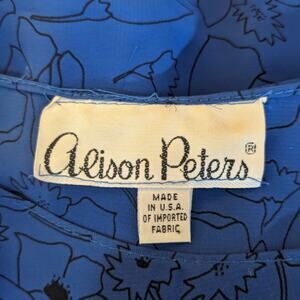 Alison Peters ®
MADE
IN U.S.A.
OF IMPORTED
FABRIC